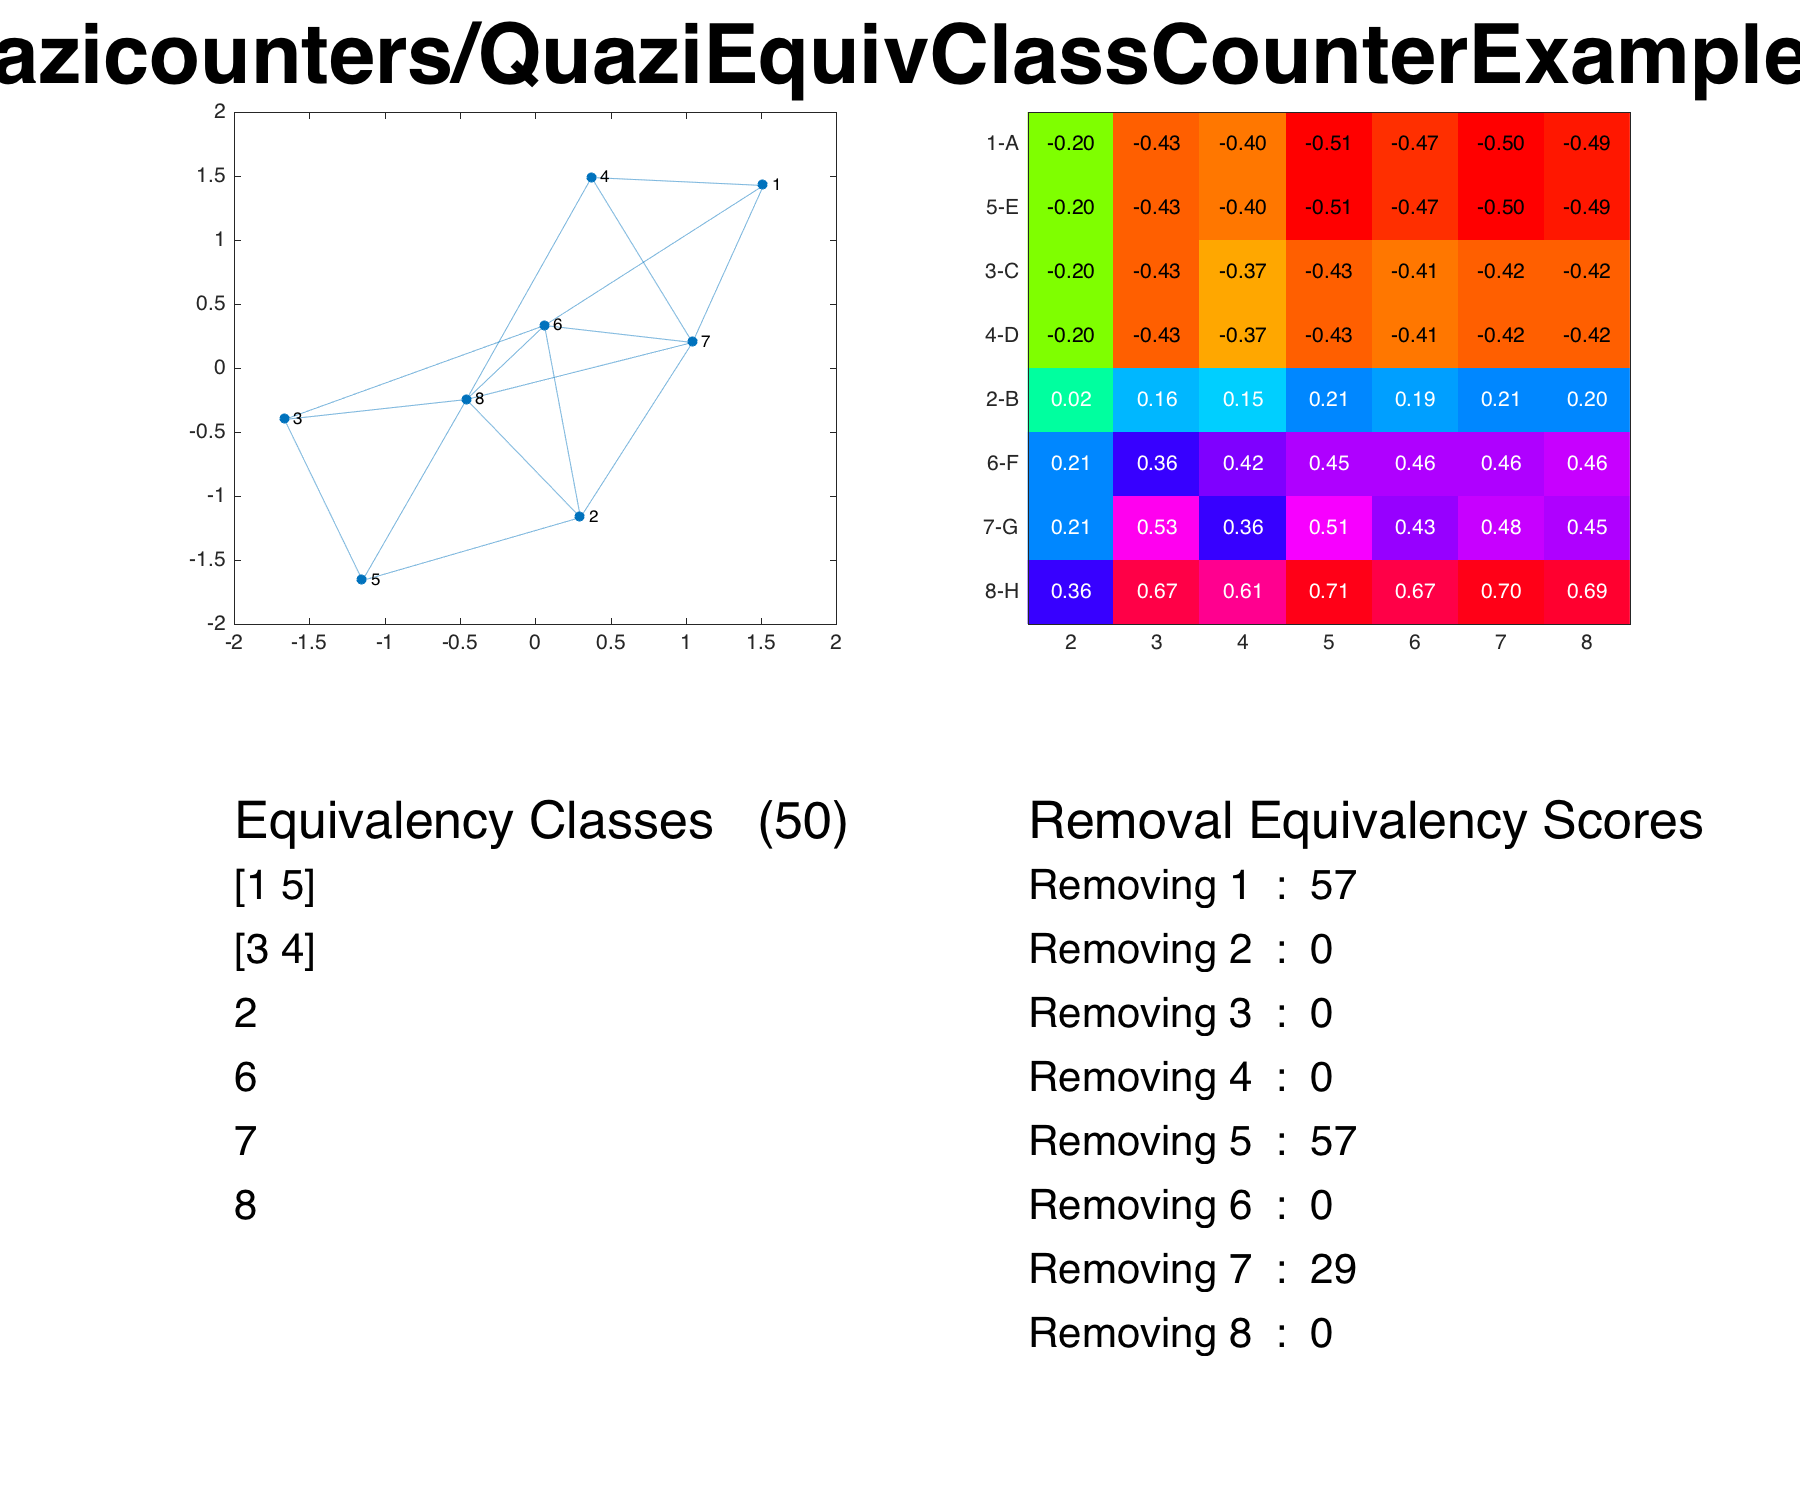 azicounters/QuaziEquivClassCounterExample
2
1.5
1
0.5
0
-0.5
-1
-1.5
-2
-2 -1.5 -1 -0.5 0 0.5 1 1.5 2
4
1
6
7
8
3
2
5
1-A -0.20 -0.43 -0.40 -0.51 -0.47 -0.50 -0.49
5-E -0.20 -0.43 -0.40 -0.51 -0.47 -0.50 -0.49
3-C -0.20 -0.43 -0.37 -0.43 -0.41 -0.42 -0.42
4-D -0.20 -0.43 -0.37 -0.43 -0.41 -0.42 -0.42
2-B 0.02 0.16 0.15 0.21 0.19 0.21 0.20
6-F 0.21 0.36 0.42 0.45 0.46 0.46 0.46
7-G 0.21 0.53 0.36 0.51 0.43 0.48 0.45
8-H 0.36 0.67 0.61 0.71 0.67 0.70 0.69
2 3 4 5 6 7 8
Equivalency Classes (50)
[1 5]
[3 4]
2
6
7
8
Removal Equivalency Scores
Removing 1 : 57
Removing 2 : 0
Removing 3 : 0
Removing 4 : 0
Removing 5 : 57
Removing 6 : 0
Removing 7 : 29
Removing 8 : 0